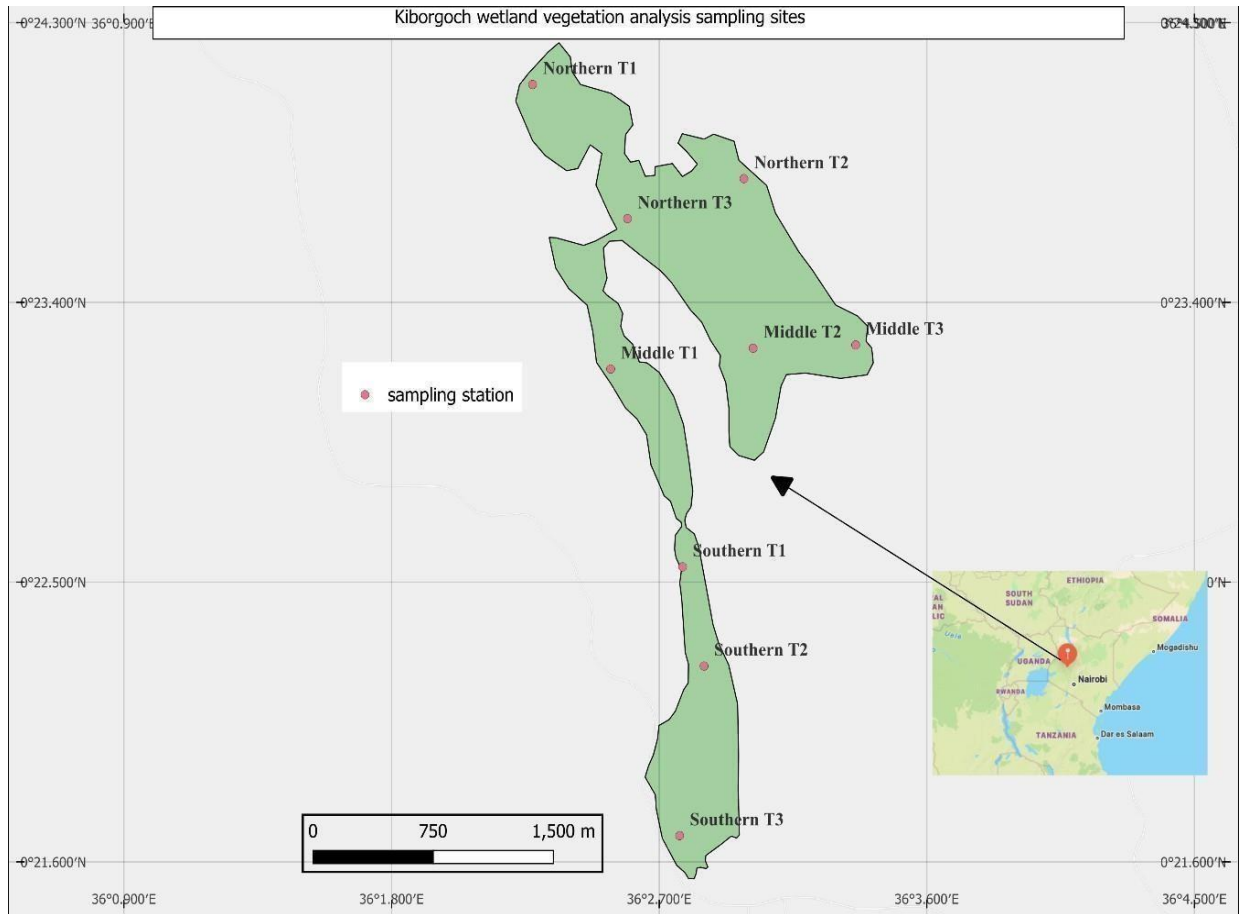 Kiborgoch wetland vegetation analysis sampling sites
0°24.300'N
36°0.900'E
Northern T1
Northern T2
Northern T3
0°23.400'N
0°23.400'N
Middle T1
Middle T2
Middle T3
sampling station
Southern T1
0°22.500'N
0'N
Southern T2
Southern T3
ETHIOPIA
SOUTH
SUDAN
AL
AN
LIC
SOMALIA
Uele
Mogadishu
UGANDA
Nairobi
RWANDA
Mombasa
TANZANIA
Dar es Salaam
0
750
1,500 m
0°21.600'N
0°21.600'N
36°0.900'E
36°1.800'E
36°2.700'E
36°3.600'E
36°4.500'E